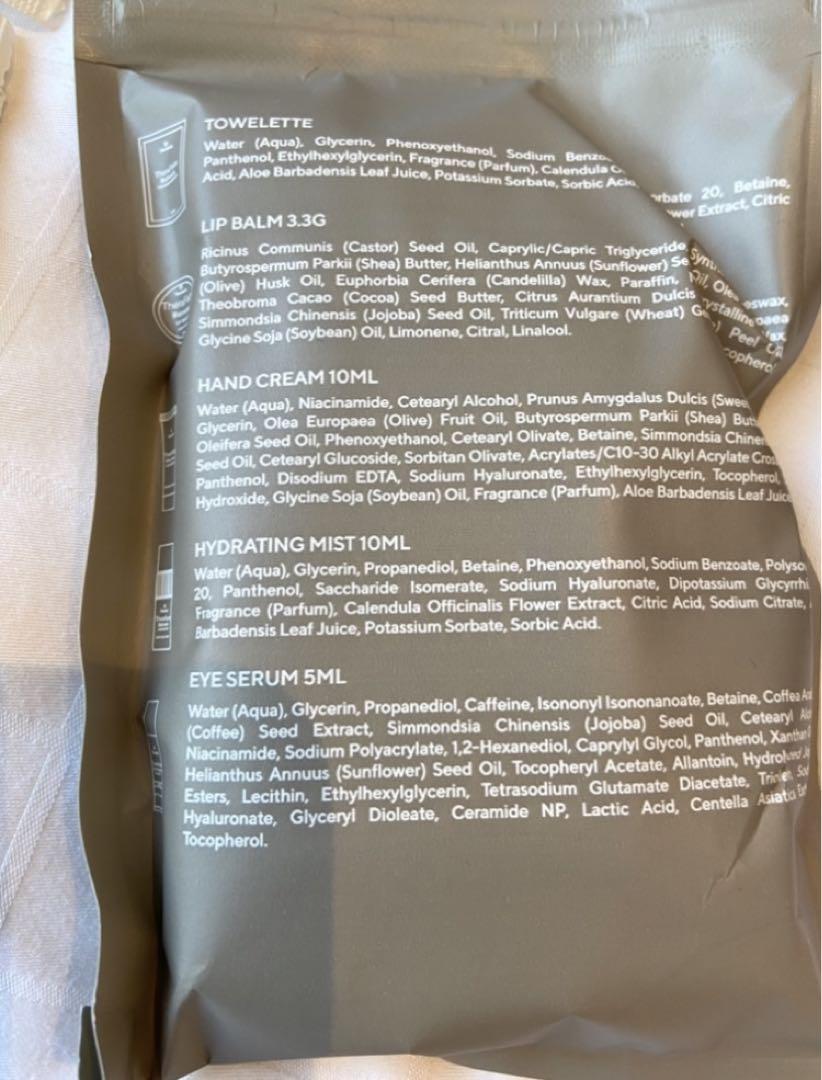 TOWELETTE
Water (Aqua), Glycerin, Phenoxyethanol, Sodium
Panthenol, Ethylhexylglycerin, Fragrance (Parfum), Calendula
Acid, Aloe Barbadensis Leaf Juice, Potassium Sorbate, Sorbic
20, Betaine,
Extract, Citric
LIP BALM 3.3G
Ricinus Communis (Castor) Seed Oil, Caprylic/Capric Triglyceride
Butyrospermum Parkii (Shea) Butter, Helianthus Annuus (Sunflower)
(Olive) Husk Oil, Euphorbia Cerifera (Candelilla) Wax, Paraffin,
Theobroma Cacao (Cocoa) Seed Butter, Citrus Aurantium Dulcis Peel
Simmondsia Chinensis (Jojoba) Seed Oil, Triticum Vulgare (Wheat)
Glycine Soja (Soybean) Oil, Limonene, Citral, Linalool.
HAND CREAM 10ML
Water (Aqua), Niacinamide, Cetearyl Alcohol, Prunus Amygdalus Dulcis
Glycerin, Olea Europaea (Olive) Fruit Oil, Butyrospermum Parkii (Shea)
Oleifera Seed Oil, Phenoxyethanol, Cetearyl Olivate, Betaine, Simmondsia
Seed Oil, Cetearyl Glucoside, Sorbitan Olivate, Acrylates/C10-30 Alkyl Acrylate
Panthenol, Disodium EDTA, Sodium Hyaluronate, Ethylhexylglycerin, Tocopherol,
Hydroxide, Glycine Soja (Soybean) Oil, Fragrance (Parfum), Aloe Barbadensis Leaf Juice
HYDRATING MIST 10ML
Water (Aqua), Glycerin, Propanediol, Betaine, Phenoxyethanol, Sodium Benzoate,
20, Panthenol, Saccharide Isomerate, Sodium Hyaluronate, Dipotassium
Fragrance (Parfum), Calendula Officinalis Flower Extract, Citric Acid, Sodium Citrate,
Barbadensis Leaf Juice, Potassium Sorbate, Sorbic Acid.
EYE SERUM 5ML
Water (Aqua), Glycerin, Propanediol, Caffeine, Isononyl Isononanoate, Betaine, Coffea
(Coffee) Seed Extract, Simmondsia Chinensis (Jojoba) Seed Oil, Cetearyl
Niacinamide, Sodium Polyacrylate, 1,2-Hexanediol, Caprylyl Glycol, Panthenol, Xanthan
Helianthus Annuus (Sunflower) Seed Oil, Tocopheryl Acetate, Allantoin,
Esters, Lecithin, Ethylhexylglycerin, Tetrasodium Glutamate Diacetate,
Hyaluronate, Glyceryl Dioleate, Ceramide NP, Lactic Acid, Centella Asiatica
Tocopherol.